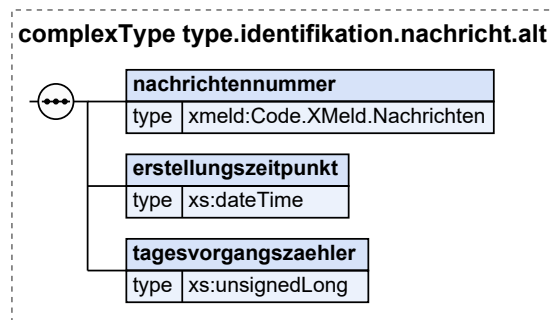 complexType type.identifikation.nachricht.alt
nachrichtennummer
type xmeld:Code.XMeld.Nachrichten
erstellungszeitpunkt
type xs:dateTime
tagesvorgangszaehler
type xs:unsignedLong